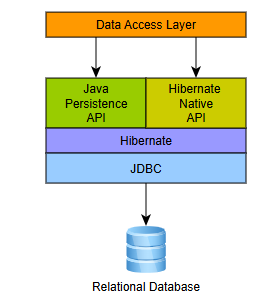 Data Access Layer
Java
Persistence
API
Hibernate
Native
API
Hibernate
JDBC
Relational Database